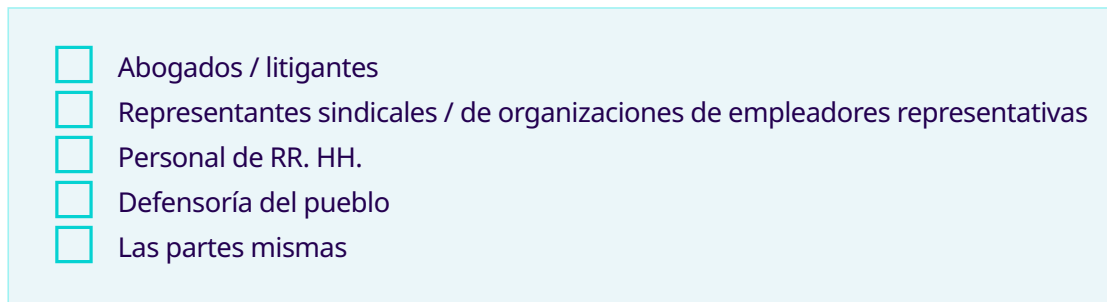 Abogados / litigantes
Representantes sindicales / de organizaciones de empleadores representativas
Personal de RR. HH.
Defensoría del pueblo
Las partes mismas